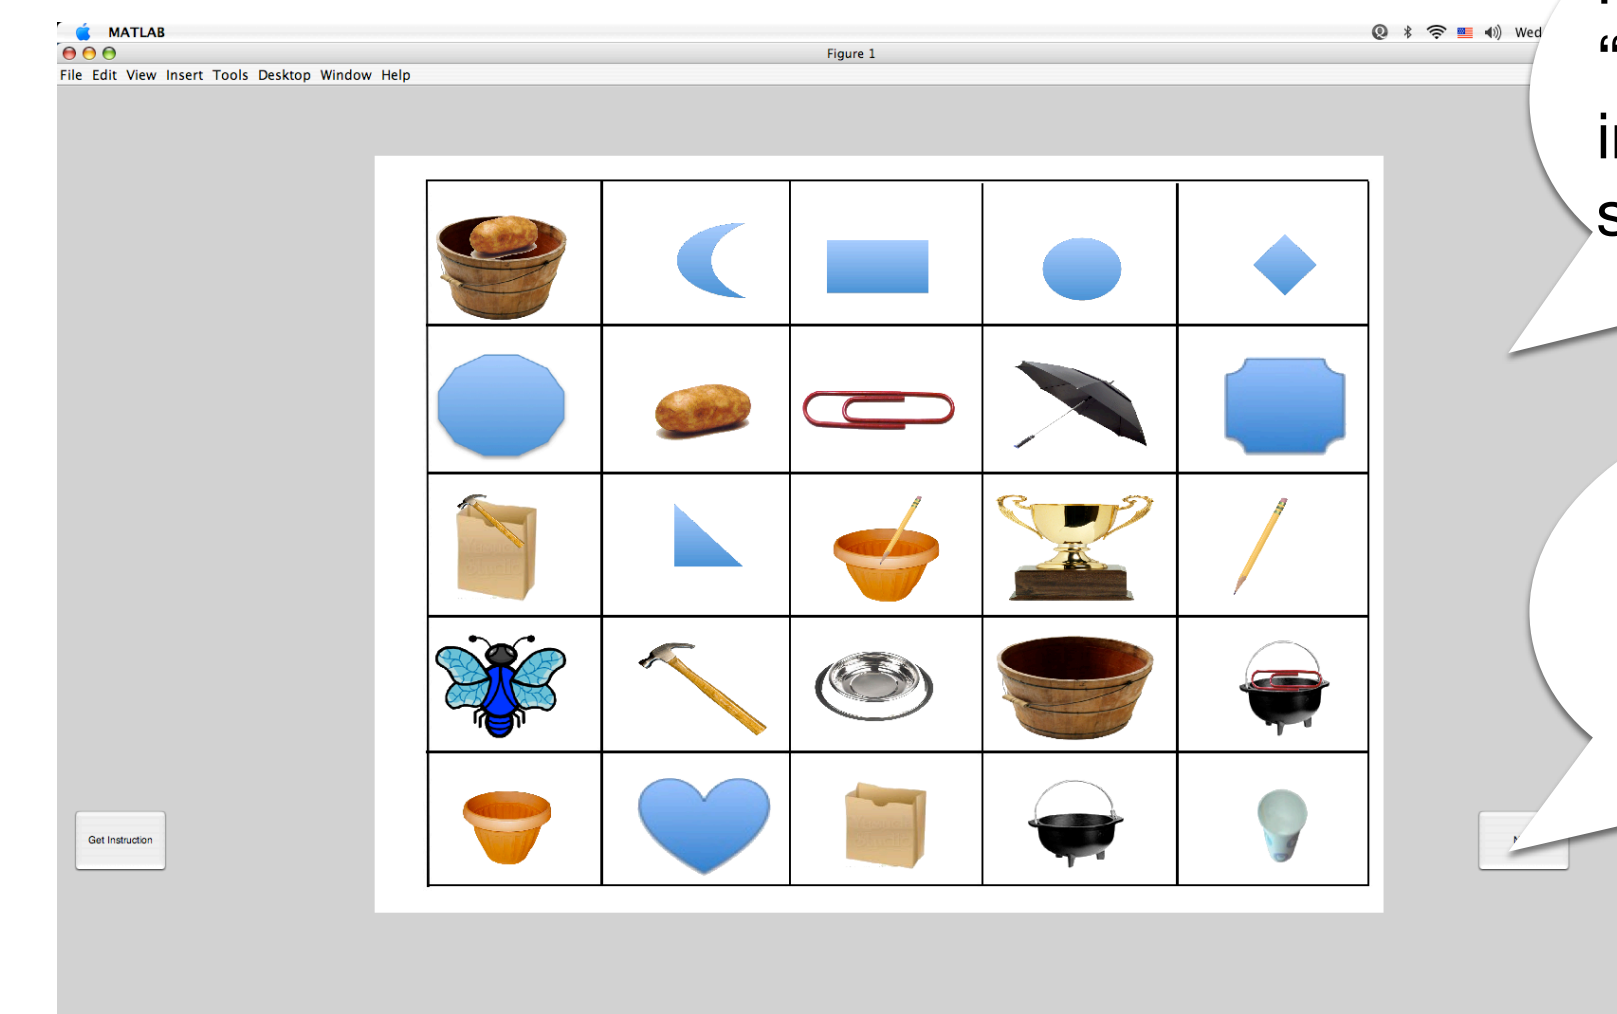 MATLAB
Wed
Figure 1
File Edit View Insert Tools Desktop Window Help
“
Get Instruction